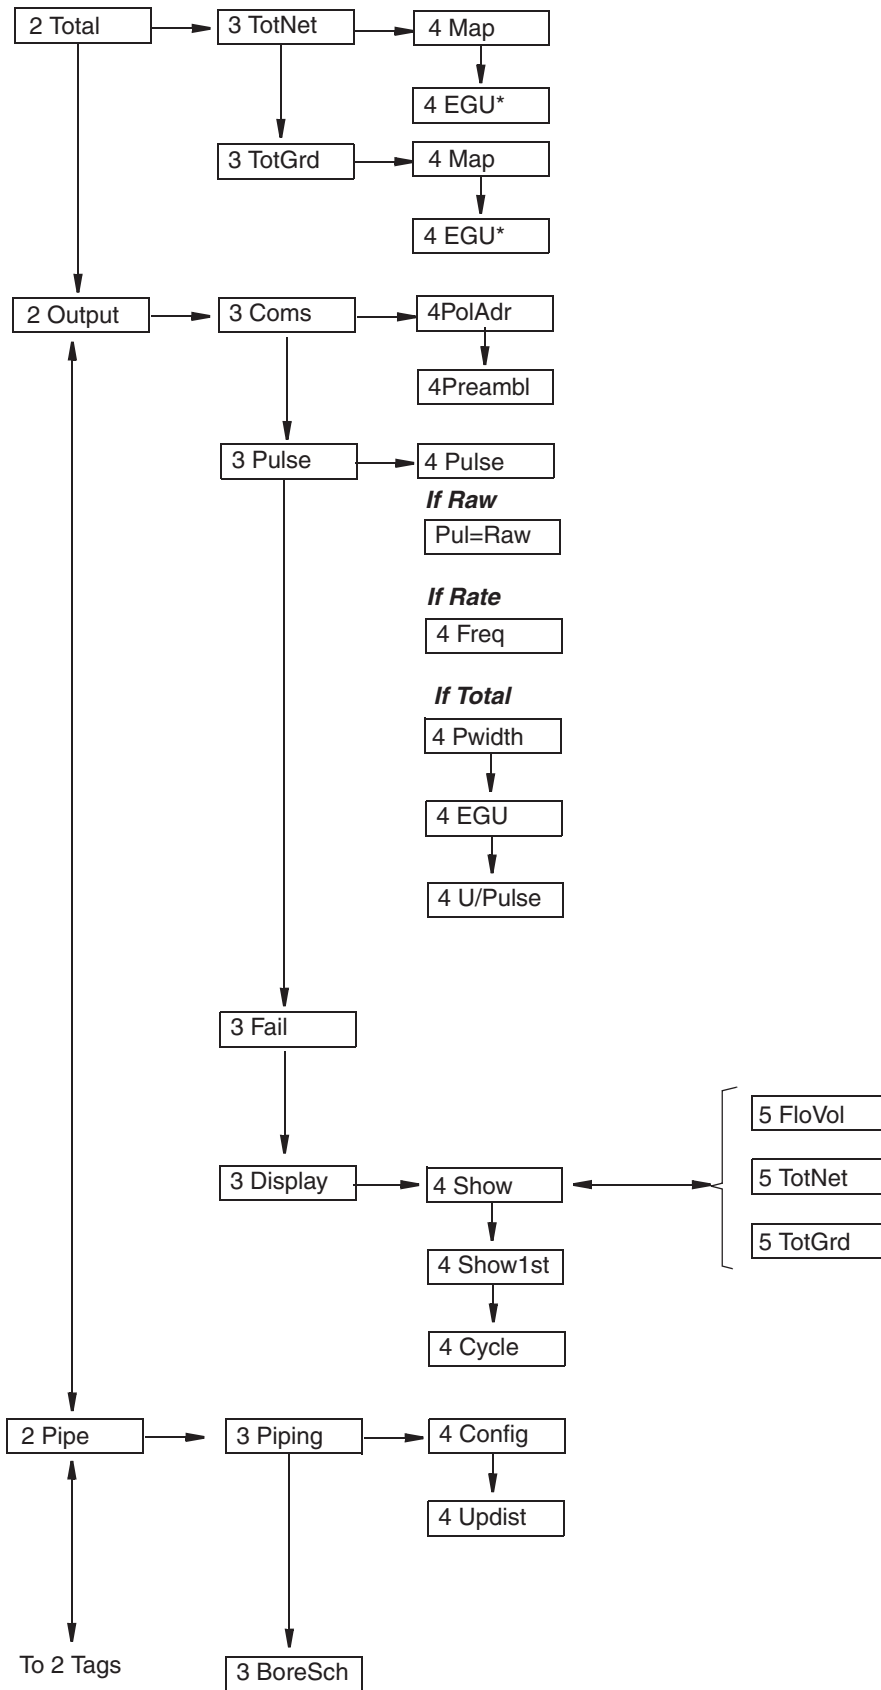 2 Total
3 TotNet
4 Map
4 EGU*
3 TotGrd
4 Map
4 EGU*
2 Output
3 Coms
4PolAdr
4Preambl
3 Pulse
4 Pulse
If Raw
Pul=Raw
If Rate
4 Freq
If Total
4 Pwidth
4 EGU
4 U/Pulse
3 Fail
3 Display
4 Show
5 FloVol
5 TotNet
5 TotGrd
4 Show1st
4 Cycle
2 Pipe
3 Piping
4 Config
4 Updist
To 2 Tags
3 BoreSch